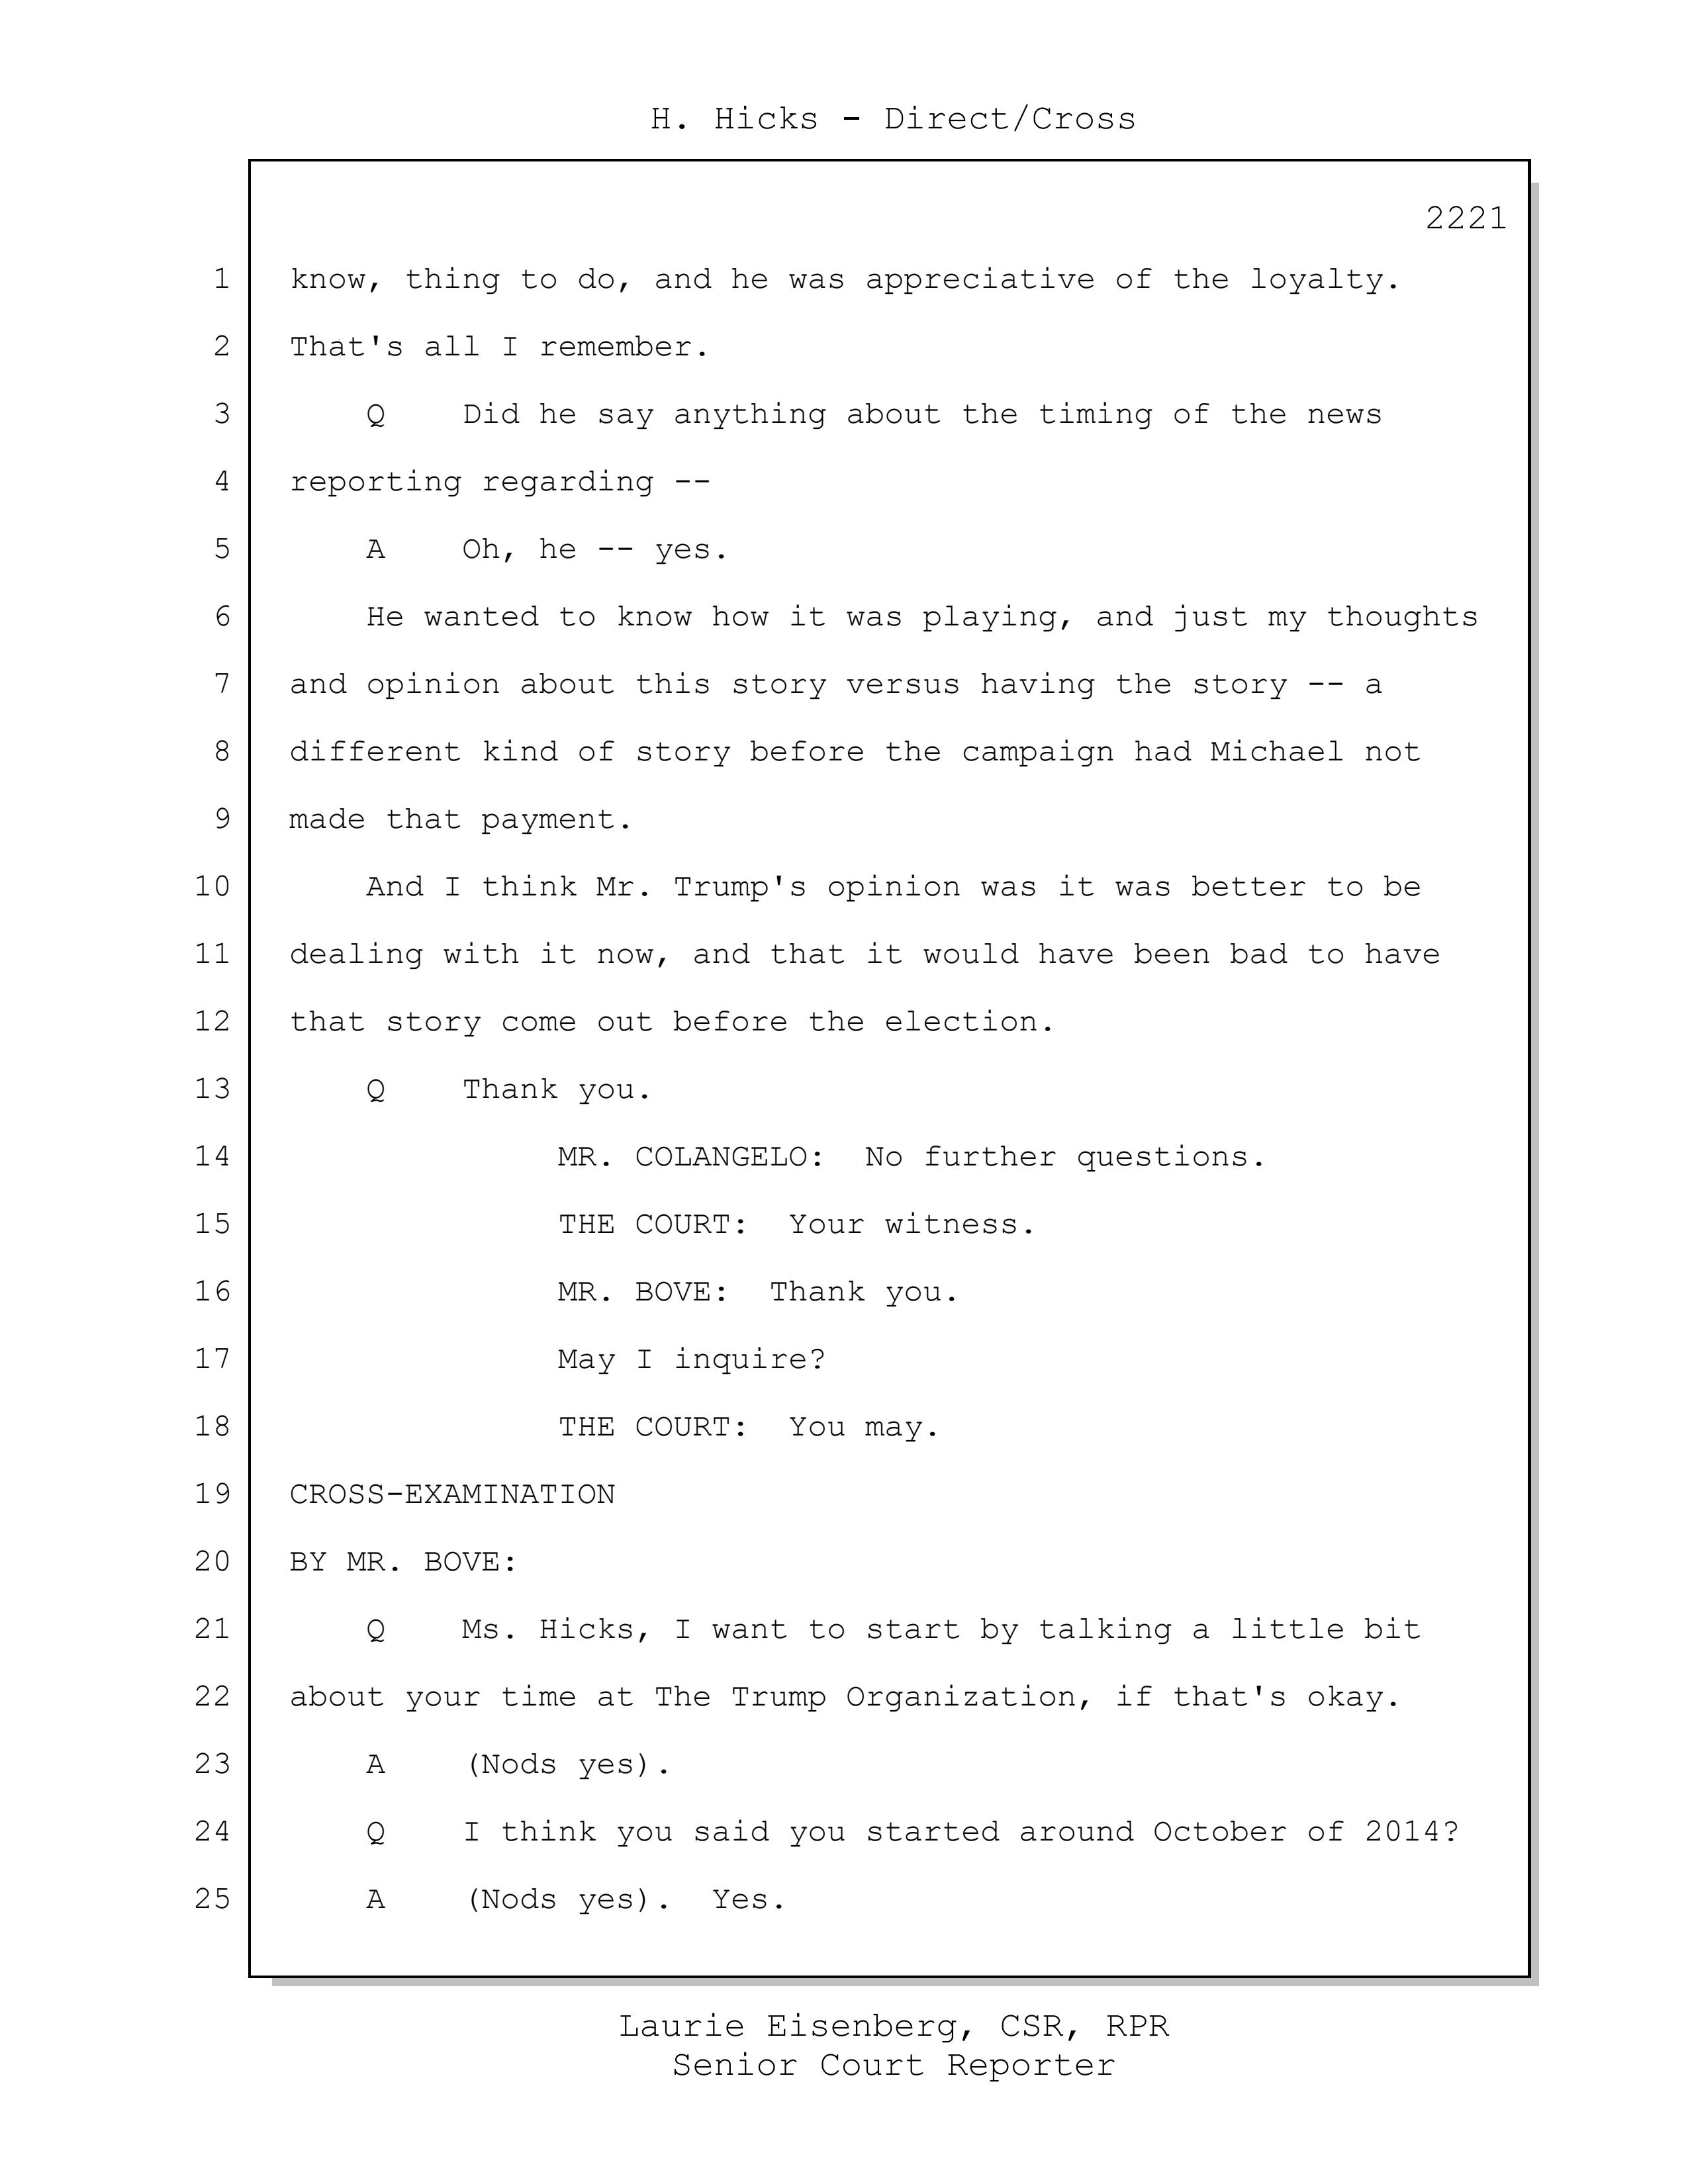 H. Hicks - Direct/Cross
2221
1 know, thing to do, and he was appreciative of the loyalty.
2 That's all I remember.
3 Q Did he say anything about the timing of the news
4 reporting regarding --
5 A Oh, he -- yes.
6 He wanted to know how it was playing, and just my thoughts
7 and opinion about this story versus having the story -- a
8 different kind of story before the campaign had Michael not
9 made that payment.
10 And I think Mr. Trump's opinion was it was better to be
11 dealing with it now, and that it would have been bad to have
12 that story come out before the election.
13 Q Thank you.
14 MR. COLANGELO: No further questions.
15 THE COURT: Your witness.
16 MR. BOVE: Thank you.
17 May I inquire?
18 THE COURT: You may.
19 CROSS-EXAMINATION
20 BY MR. BOVE:
21 Q Ms. Hicks, I want to start by talking a little bit
22 about your time at The Trump Organization, if that's okay.
23 A (Nods yes).
24 Q I think you said you started around October of 2014?
25 A (Nods yes). Yes.
Laurie Eisenberg, CSR, RPR
Senior Court Reporter